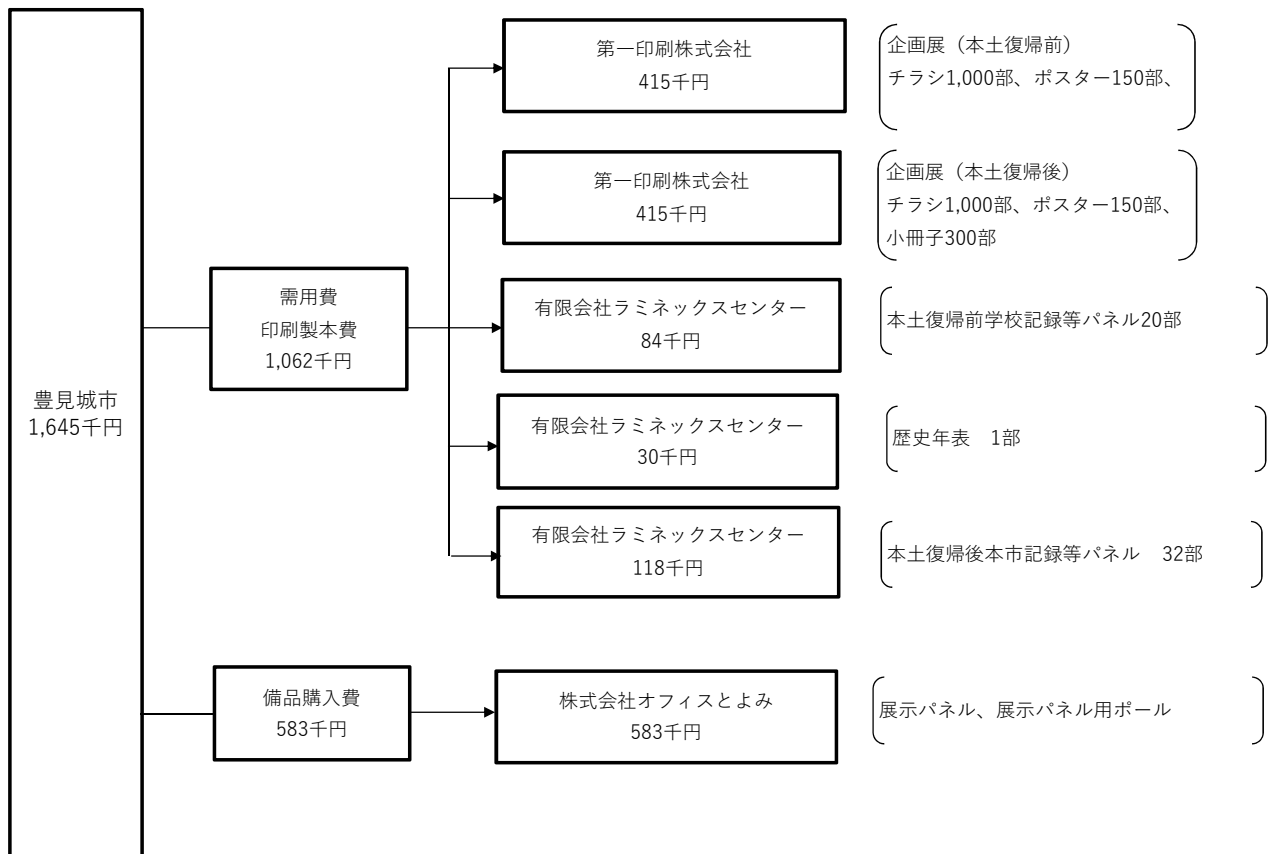 豊見城市
1,645千円
需用費
印刷製本費
1,062千円
第一印刷株式会社
415千円
企画展（本土復帰前）
チラシ1,000部、ポスター150部、
第一印刷株式会社
415千円
企画展（本土復帰後）
チラシ1,000部、ポスター150部、
小冊子300部
有限会社ラミネックスセンター
84千円
本土復帰前学校記録等パネル20部
有限会社ラミネックスセンター
30千円
歴史年表　1部
有限会社ラミネックスセンター
118千円
本土復帰後本市記録等パネル　32部
備品購入費
583千円
株式会社オフィスとよみ
583千円
展示パネル、展示パネル用ポール